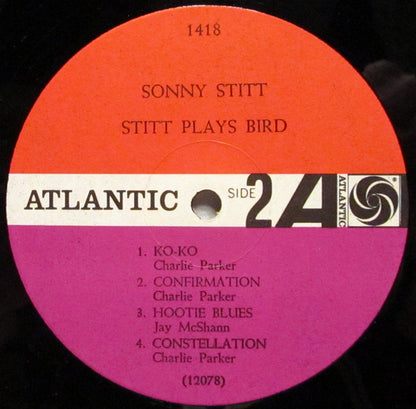 1418
SONNY STITT
STITT PLAYS BIRD
ATLANTIC SIDE 2 A ATLANTIC
1. KO-KO
Charlie Parker
2. CONFIRMATION
Charlie Parker
3. HOOTIE BLUES
Jay McShann
4. CONSTELLATION
Charlie Parker
(12078)